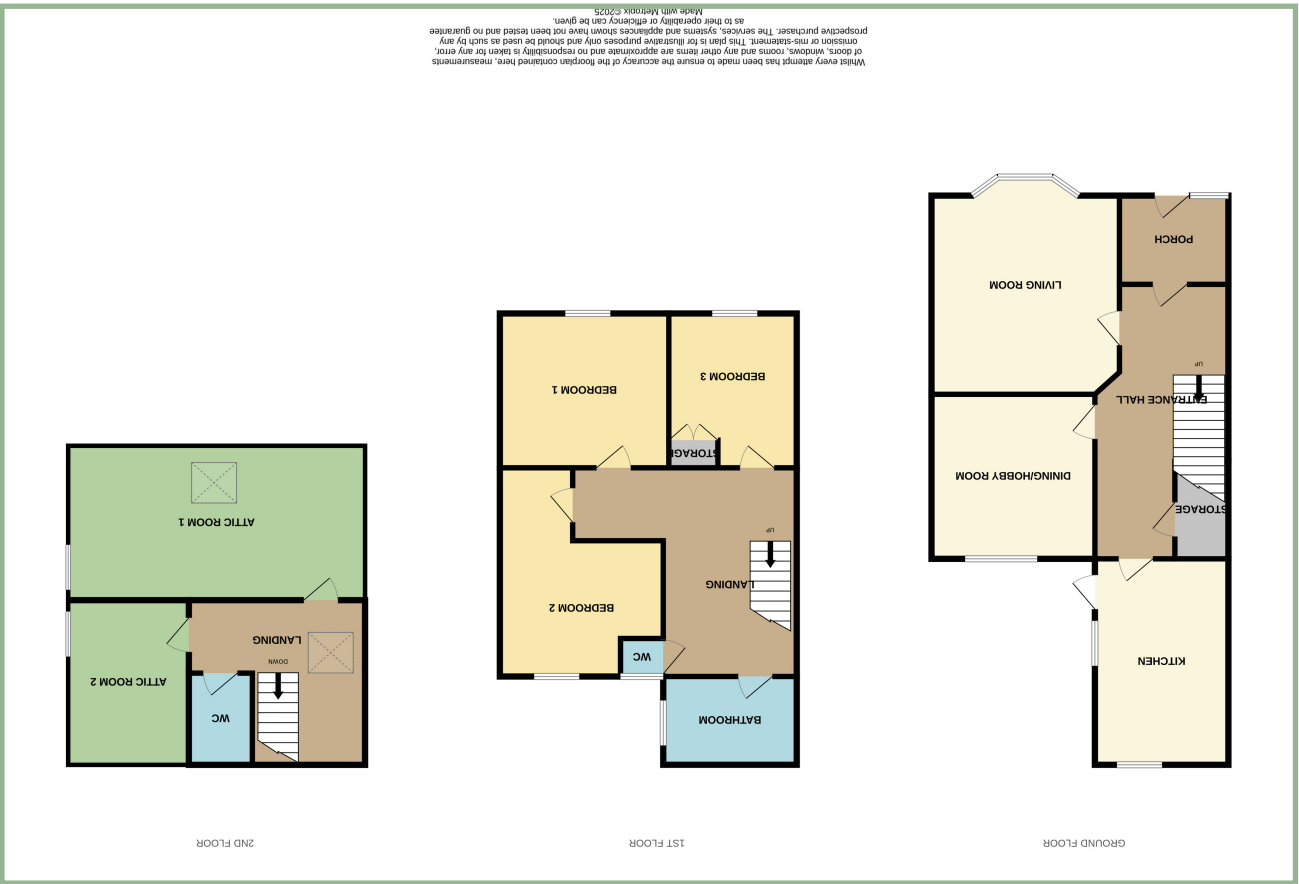 GROUND FLOOR
1ST FLOOR
2ND FLOOR
KITCHEN
STORAGE
DINING/HOBBY ROOM
ENTRANCE HALL
UP
LIVING ROOM
PORCH
BATHROOM
WC
BEDROOM 2
LANDING
UP
STORAGE
BEDROOM 1
BEDROOM 3
WC
ATTIC ROOM 2
DOWN
LANDING
ATTIC ROOM 1
Whilst every attempt has been made to ensure the accuracy of the floorplan contained here, measurements
of doors, windows, rooms and any other items are approximate and no responsibility is taken for any error,
omission or mis-statement. This plan is for illustrative purposes only and should be used as such by any
prospective purchaser. The services, systems and appliances shown have not been tested and no guarantee
as to their operability or efficiency can be given.
Made with Metropix ©2025